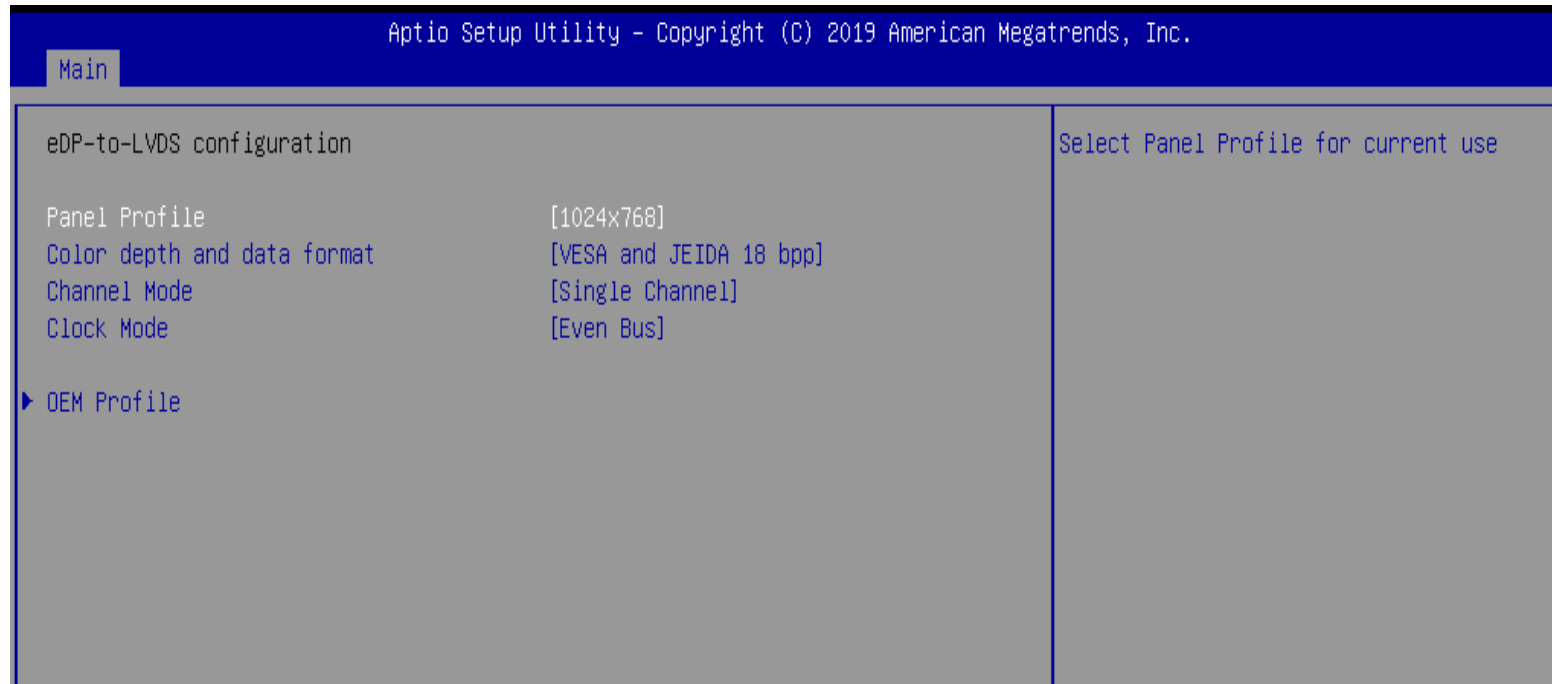 Aptio Setup Utility - Copyright (C) 2019 American Megatrends, Inc.
Main
eDP-to-LVDS configuration
Select Panel Profile for current use
Panel Profile [1024x768]
Color depth and data format [VESA and JEIDA 18 bpp]
Channel Mode [Single Channel]
Clock Mode [Even Bus]
OEM Profile